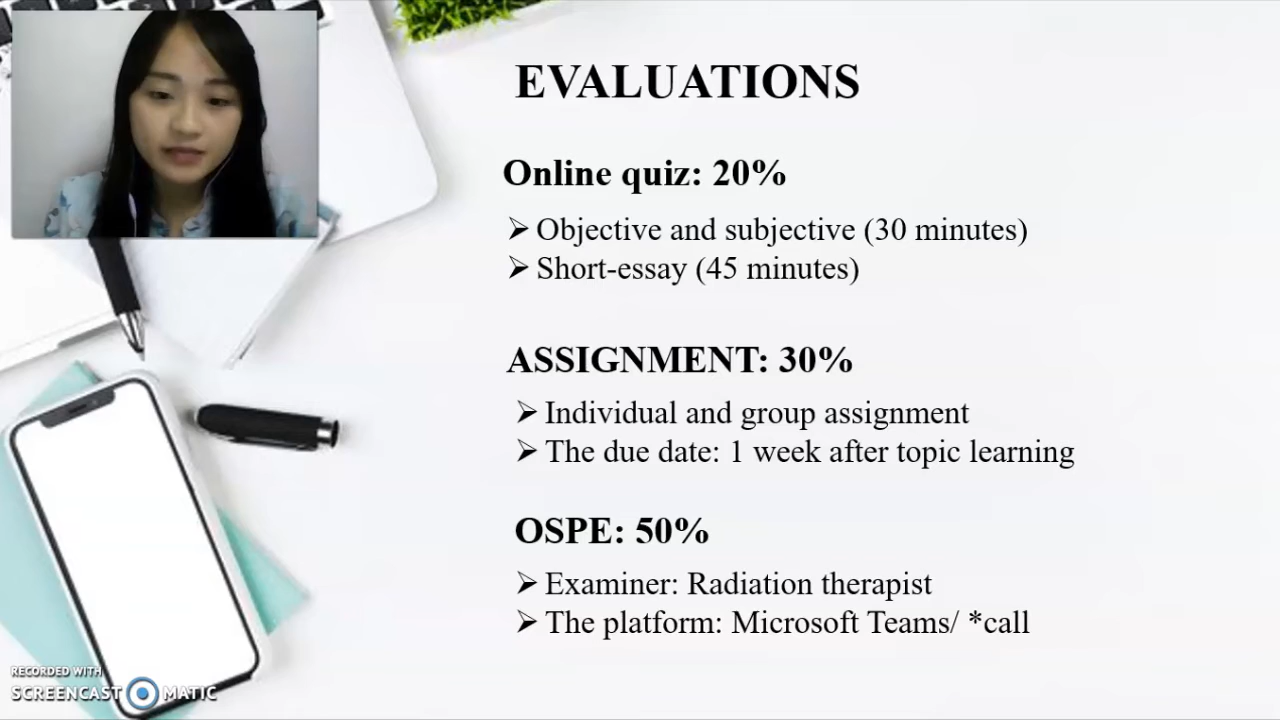 EVALUATIONS
Online quiz: 20%
➢ Objective and subjective (30 minutes)
➢ Short-essay (45 minutes)
ASSIGNMENT: 30%
➢ Individual and group assignment
➢ The due date: 1 week after topic learning
OSPE: 50%
➢ Examiner: Radiation therapist
➢ The platform: Microsoft Teams/ *call
RECORDED WITH
SCREENCAST MATIC